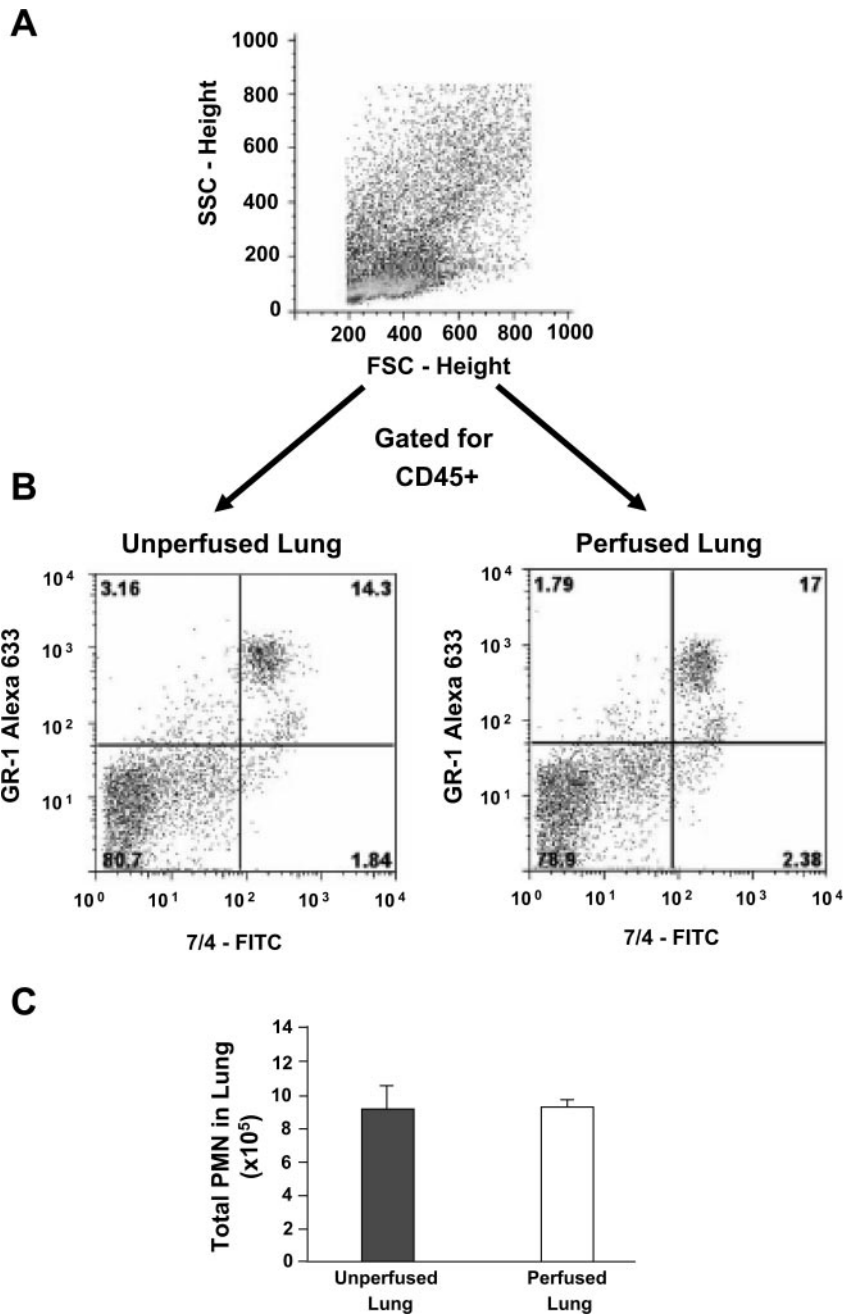 A
1000
800
600
400
200
0
SSC - Height
200 400 600 800 1000
FSC - Height
Gated for
CD45+
B
Unperfused Lung
10^4
10^3
10^2
10^1
GR-1 Alexa 633
3.16 14.3
80.7 1.84
10^0 10^1 10^2 10^3 10^4
7/4 - FITC
Perfused Lung
10^4
10^3
10^2
10^1
GR-1 Alexa 633
1.79 17
78.9 2.38
10^0 10^1 10^2 10^3 10^4
7/4 - FITC
C
Total PMN in Lung
(x10^5)
14
12
10
8
6
4
2
0
Unperfused
Lung
Perfused
Lung